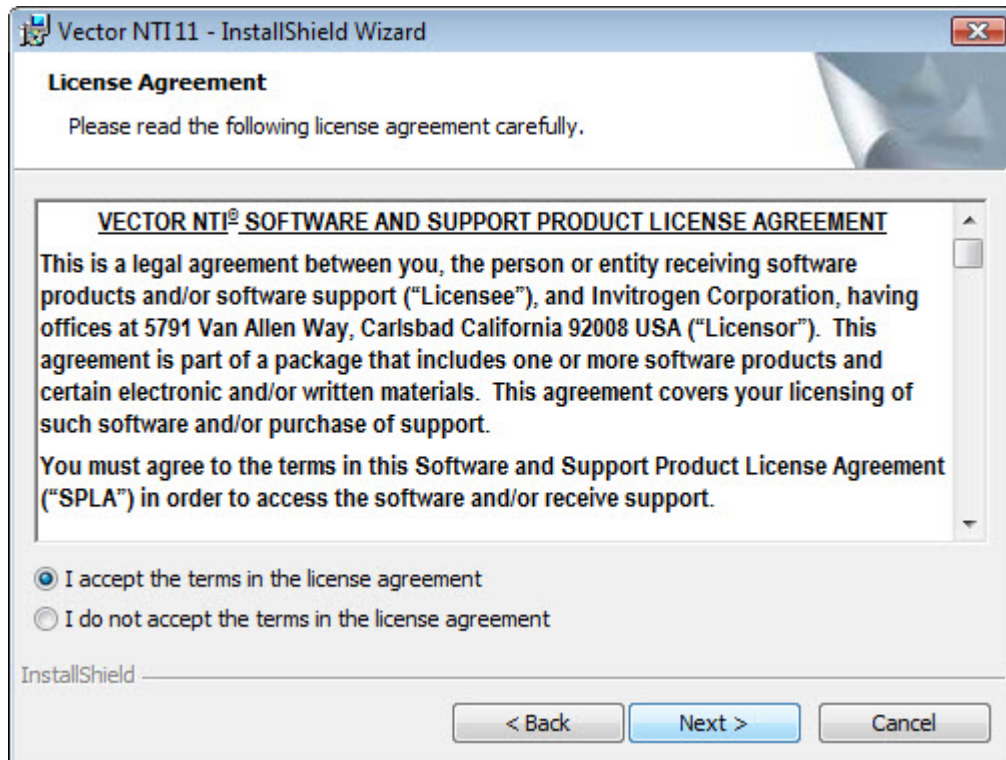 Vector NTI 11 - InstallShield Wizard
License Agreement
Please read the following license agreement carefully.
VECTOR NTI® SOFTWARE AND SUPPORT PRODUCT LICENSE AGREEMENT
This is a legal agreement between you, the person or entity receiving software
products and/or software support (“Licensee”), and Invitrogen Corporation, having
offices at 5791 Van Allen Way, Carlsbad California 92008 USA (“Licensor”).  This
agreement is part of a package that includes one or more software products and
certain electronic and/or written materials.  This agreement covers your licensing of
such software and/or purchase of support.
You must agree to the terms in this Software and Support Product License Agreement
(“SPLA”) in order to access the software and/or receive support.
I accept the terms in the license agreement
I do not accept the terms in the license agreement
InstallShield
< Back
Next >
Cancel